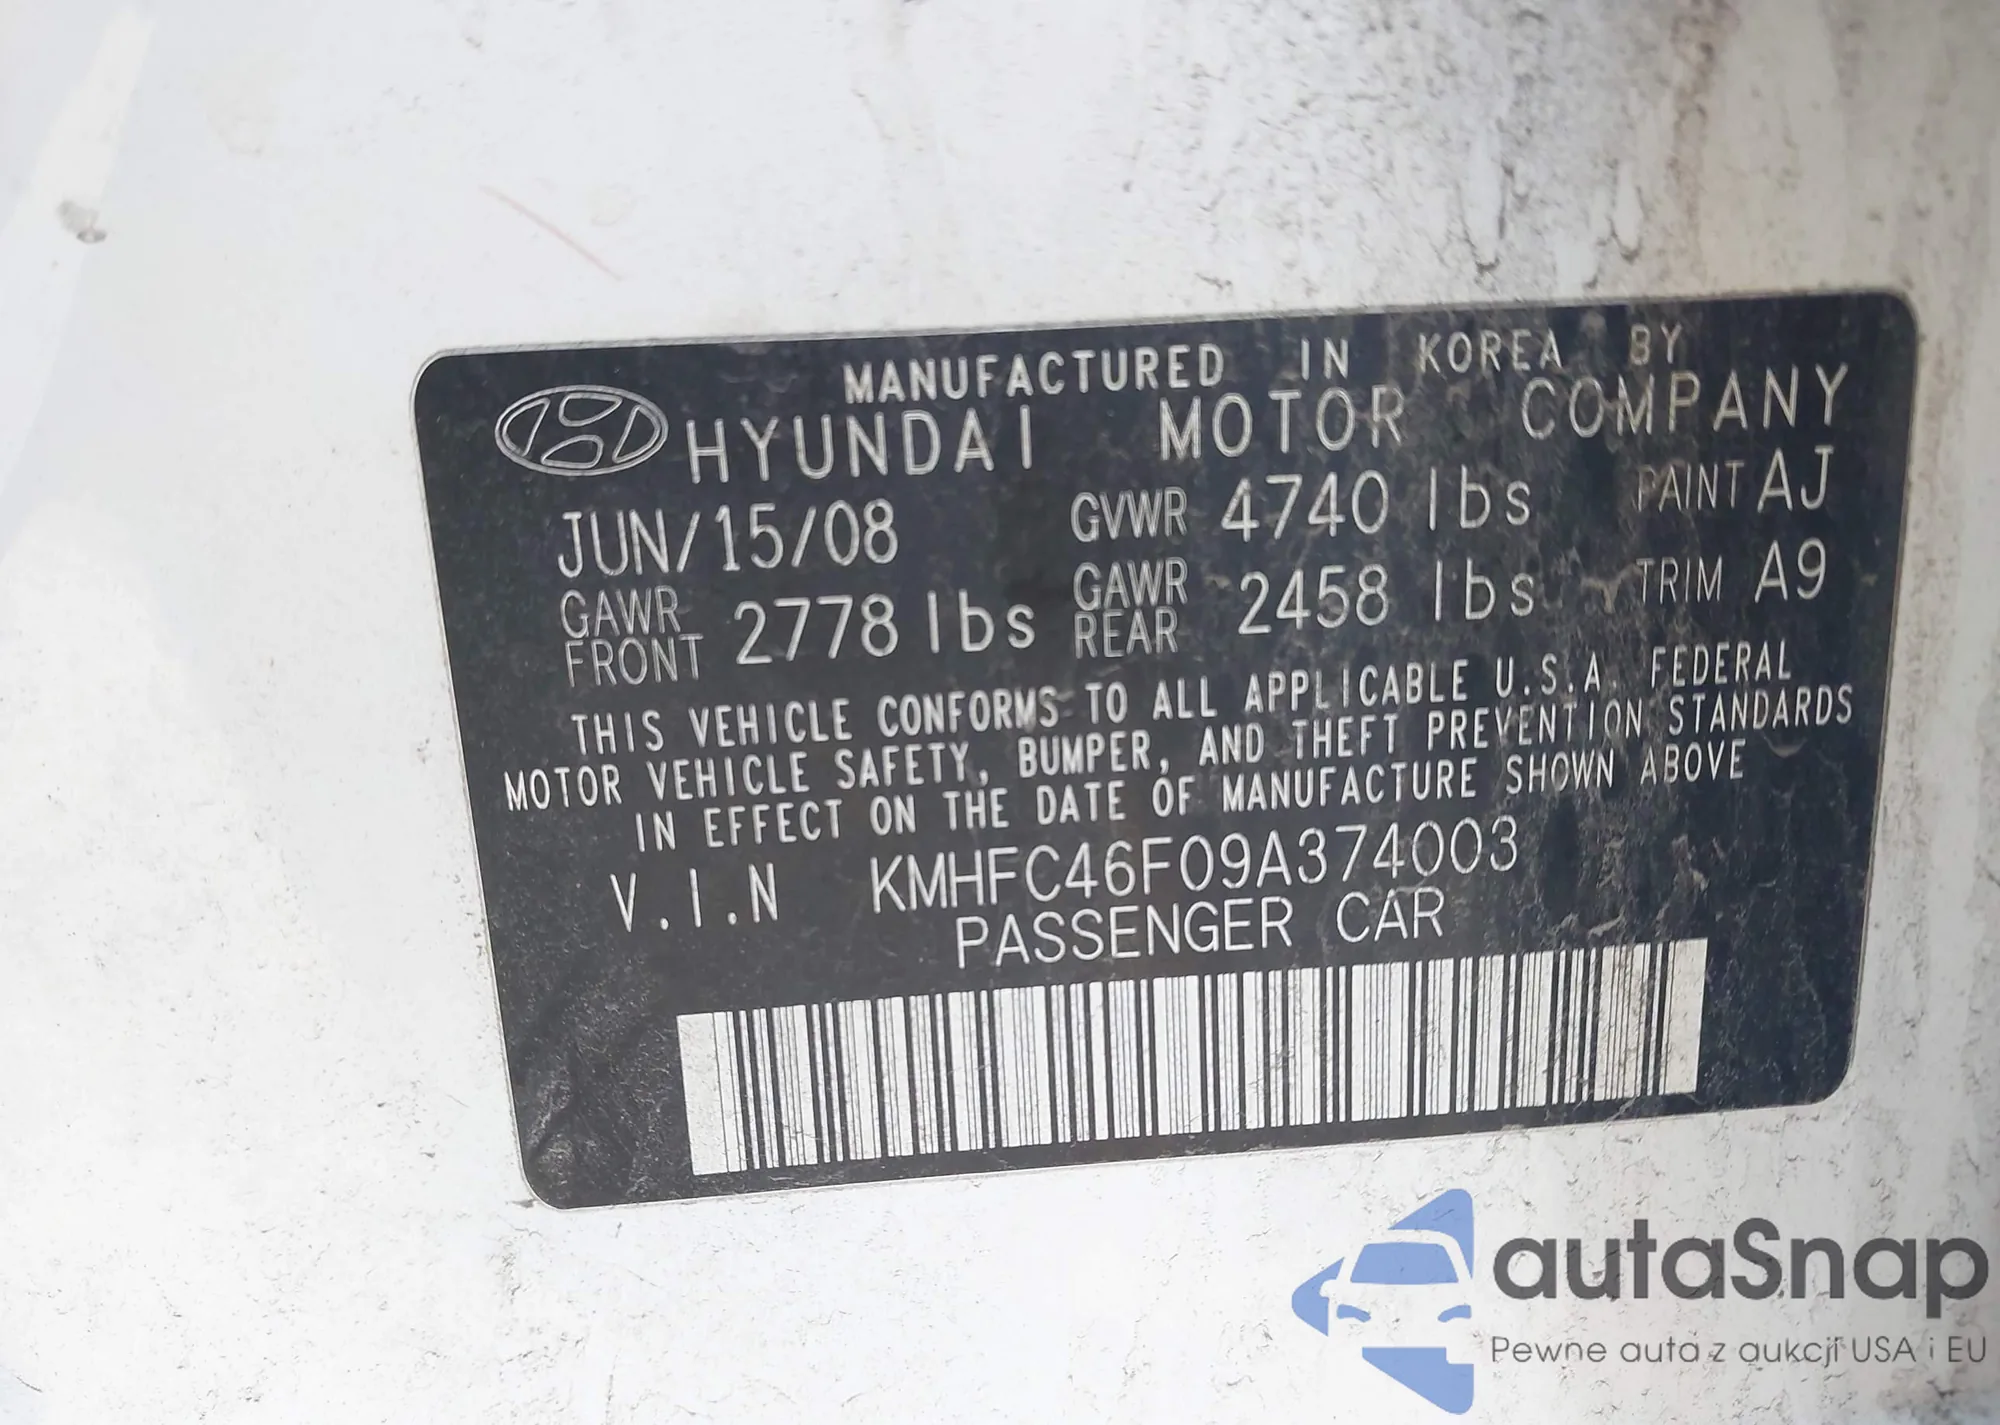 MANUFACTURED IN KOREA BY
HYUNDAI MOTOR COMPANY
JUN/15/08 GVWR 4740 lbs PAINT AJ
GAWR FRONT 2778 lbs GAWR REAR 2458 lbs TRIM A9
THIS VEHICLE CONFORMS TO ALL APPLICABLE U.S.A. FEDERAL
MOTOR VEHICLE SAFETY, BUMPER, AND THEFT PREVENTION STANDARDS
IN EFFECT ON THE DATE OF MANUFACTURE SHOWN ABOVE
V.I.N KMHFC46F09A374003
PASSENGER CAR
autaSnap
Pewne auta z aukcji USA i EU